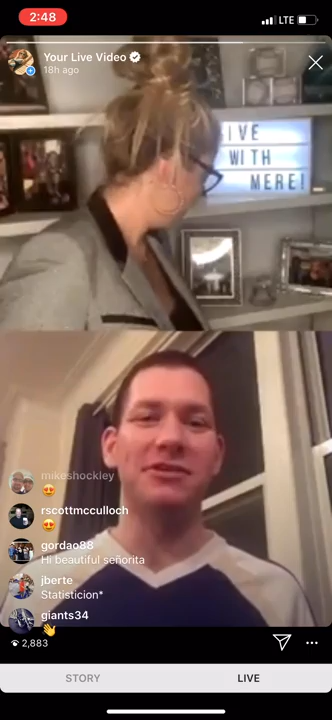 2:48
LTE
Your Live Video
18h ago
IVE
WITH
MERE!
mikeshockley
😍
rscottmcculloch
😍
gordao88
Hi beautiful señorita
jberte
Statisticion*
giants34
👋
2,883
STORY
LIVE